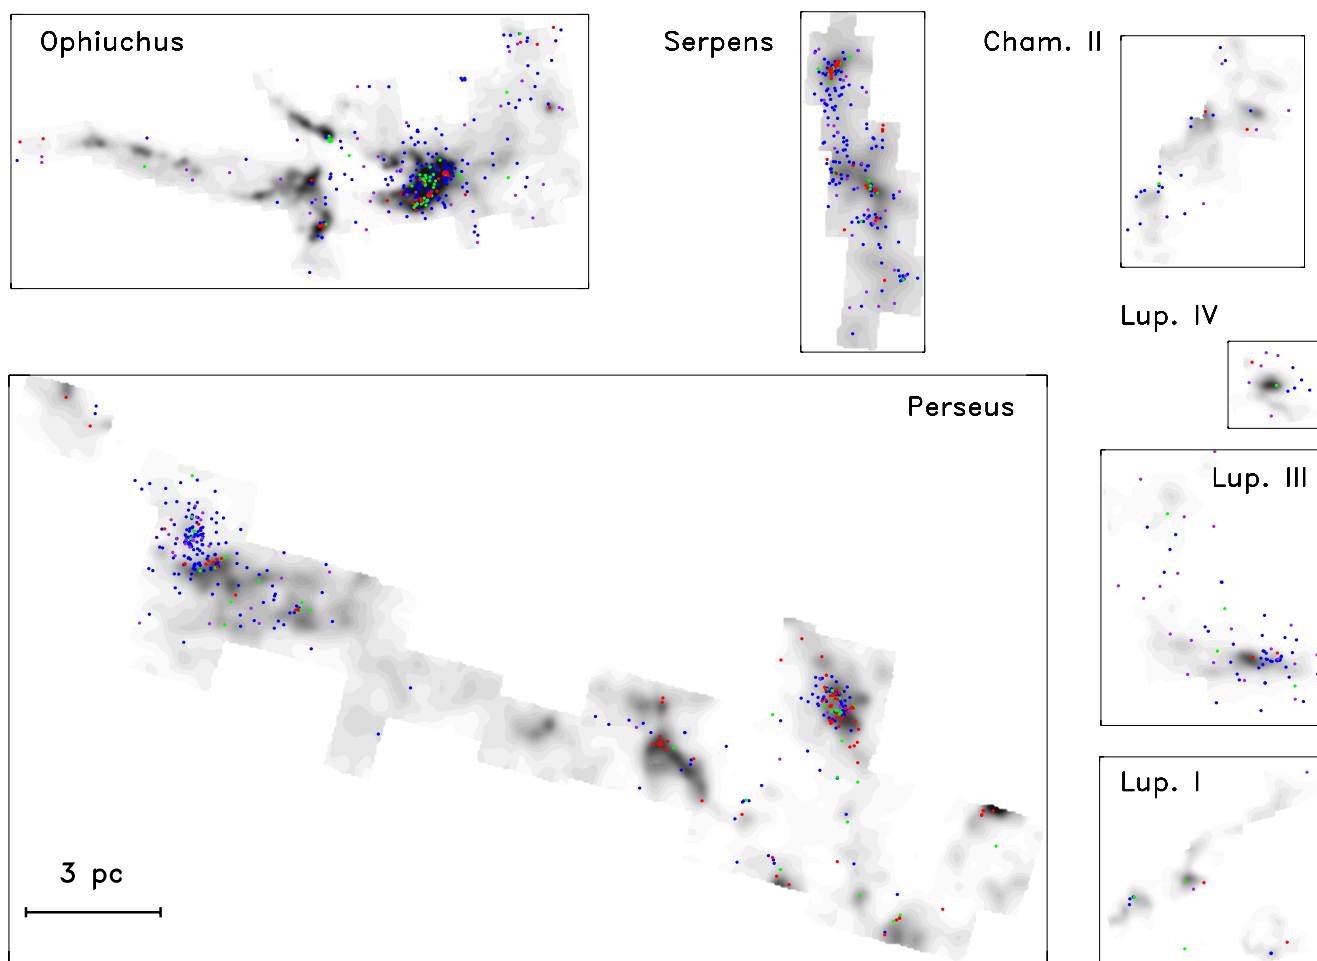 Ophiuchus
Serpens
Cham. II
Lup. IV
Perseus
Lup. III
Lup. I
3 pc